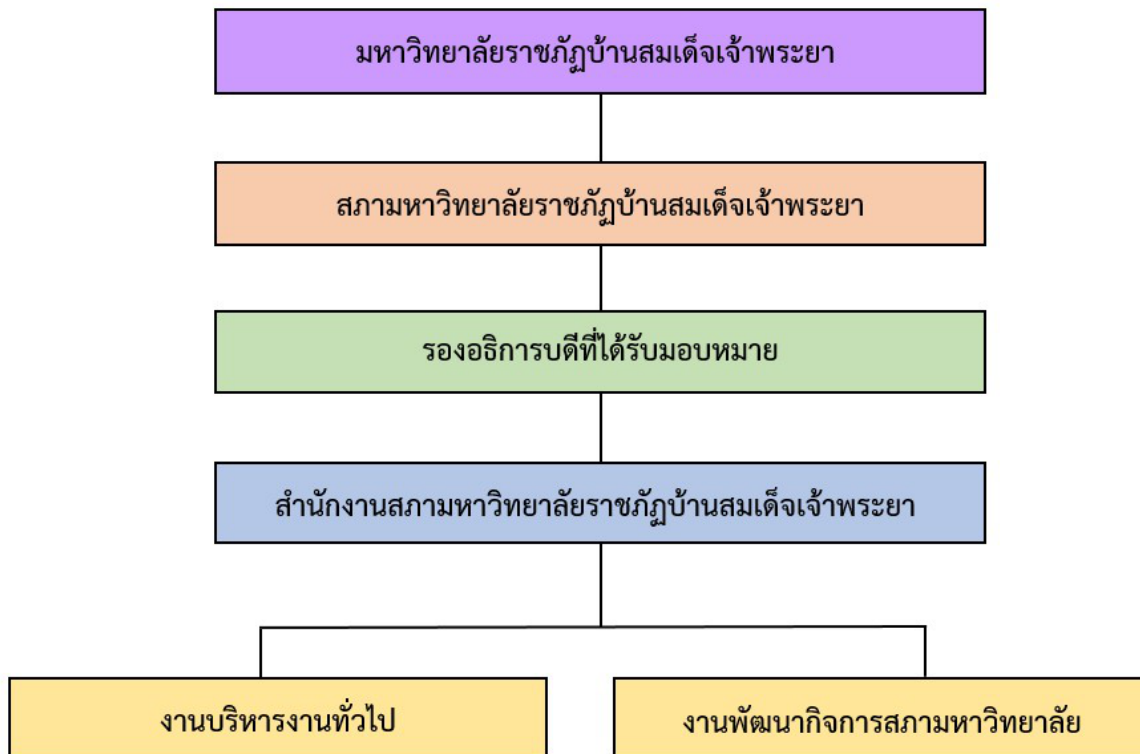 มหาวิทยาลัยราชภัฏบ้านสมเด็จเจ้าพระยา
สภามหาวิทยาลัยราชภัฏบ้านสมเด็จเจ้าพระยา
รองอธิการบดีที่ได้รับมอบหมาย
สำนักงานสภามหาวิทยาลัยราชภัฏบ้านสมเด็จเจ้าพระยา
งานบริหารงานทั่วไป
งานพัฒนากิจการสภามหาวิทยาลัย